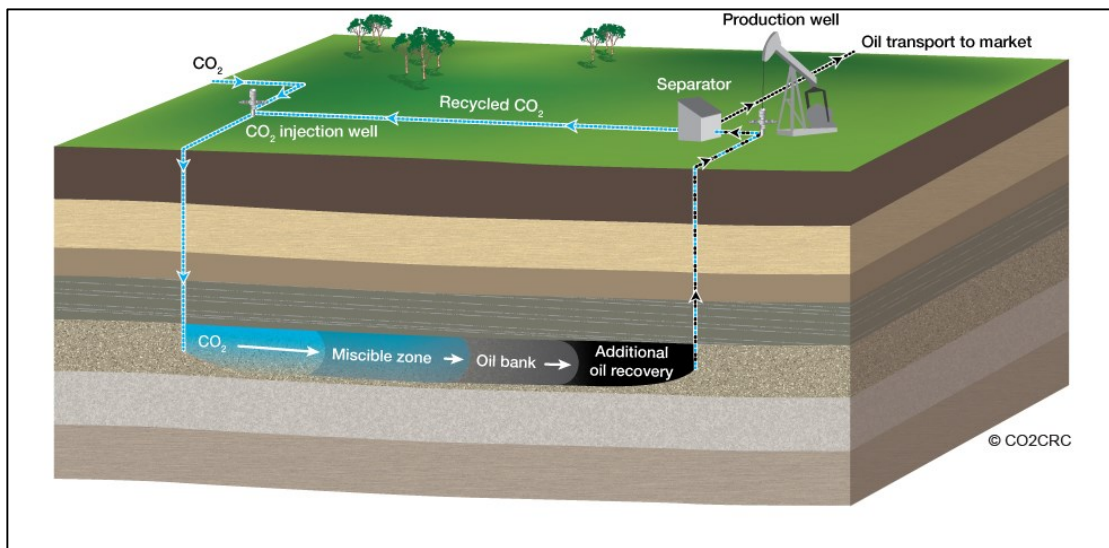 Production well
Oil transport to market
CO₂
Separator
Recycled CO₂
CO₂ injection well
CO₂
Miscible zone
Oil bank
Additional
oil recovery
© CO2CRC